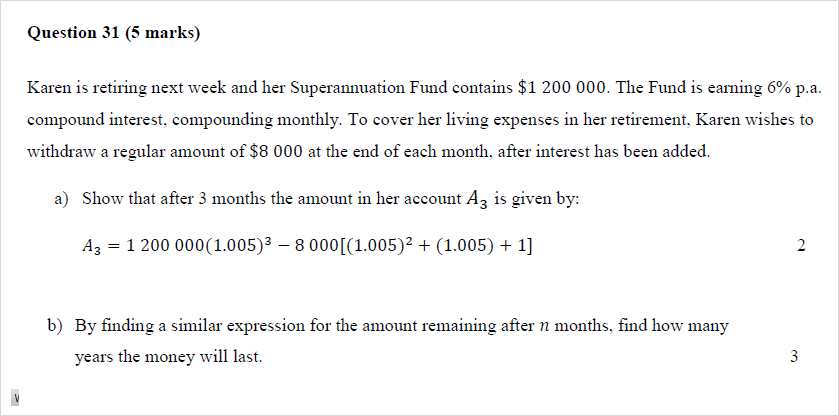 Question 31 (5 marks)
Karen is retiring next week and her Superannuation Fund contains $1 200 000. The Fund is earning 6% p.a.
compound interest, compounding monthly. To cover her living expenses in her retirement, Karen wishes to
withdraw a regular amount of $8 000 at the end of each month, after interest has been added.
a) Show that after 3 months the amount in her account A₃ is given by:
A₃ = 1 200 000(1.005)³ – 8 000[(1.005)² + (1.005) + 1] 2
b) By finding a similar expression for the amount remaining after n months, find how many
years the money will last. 3